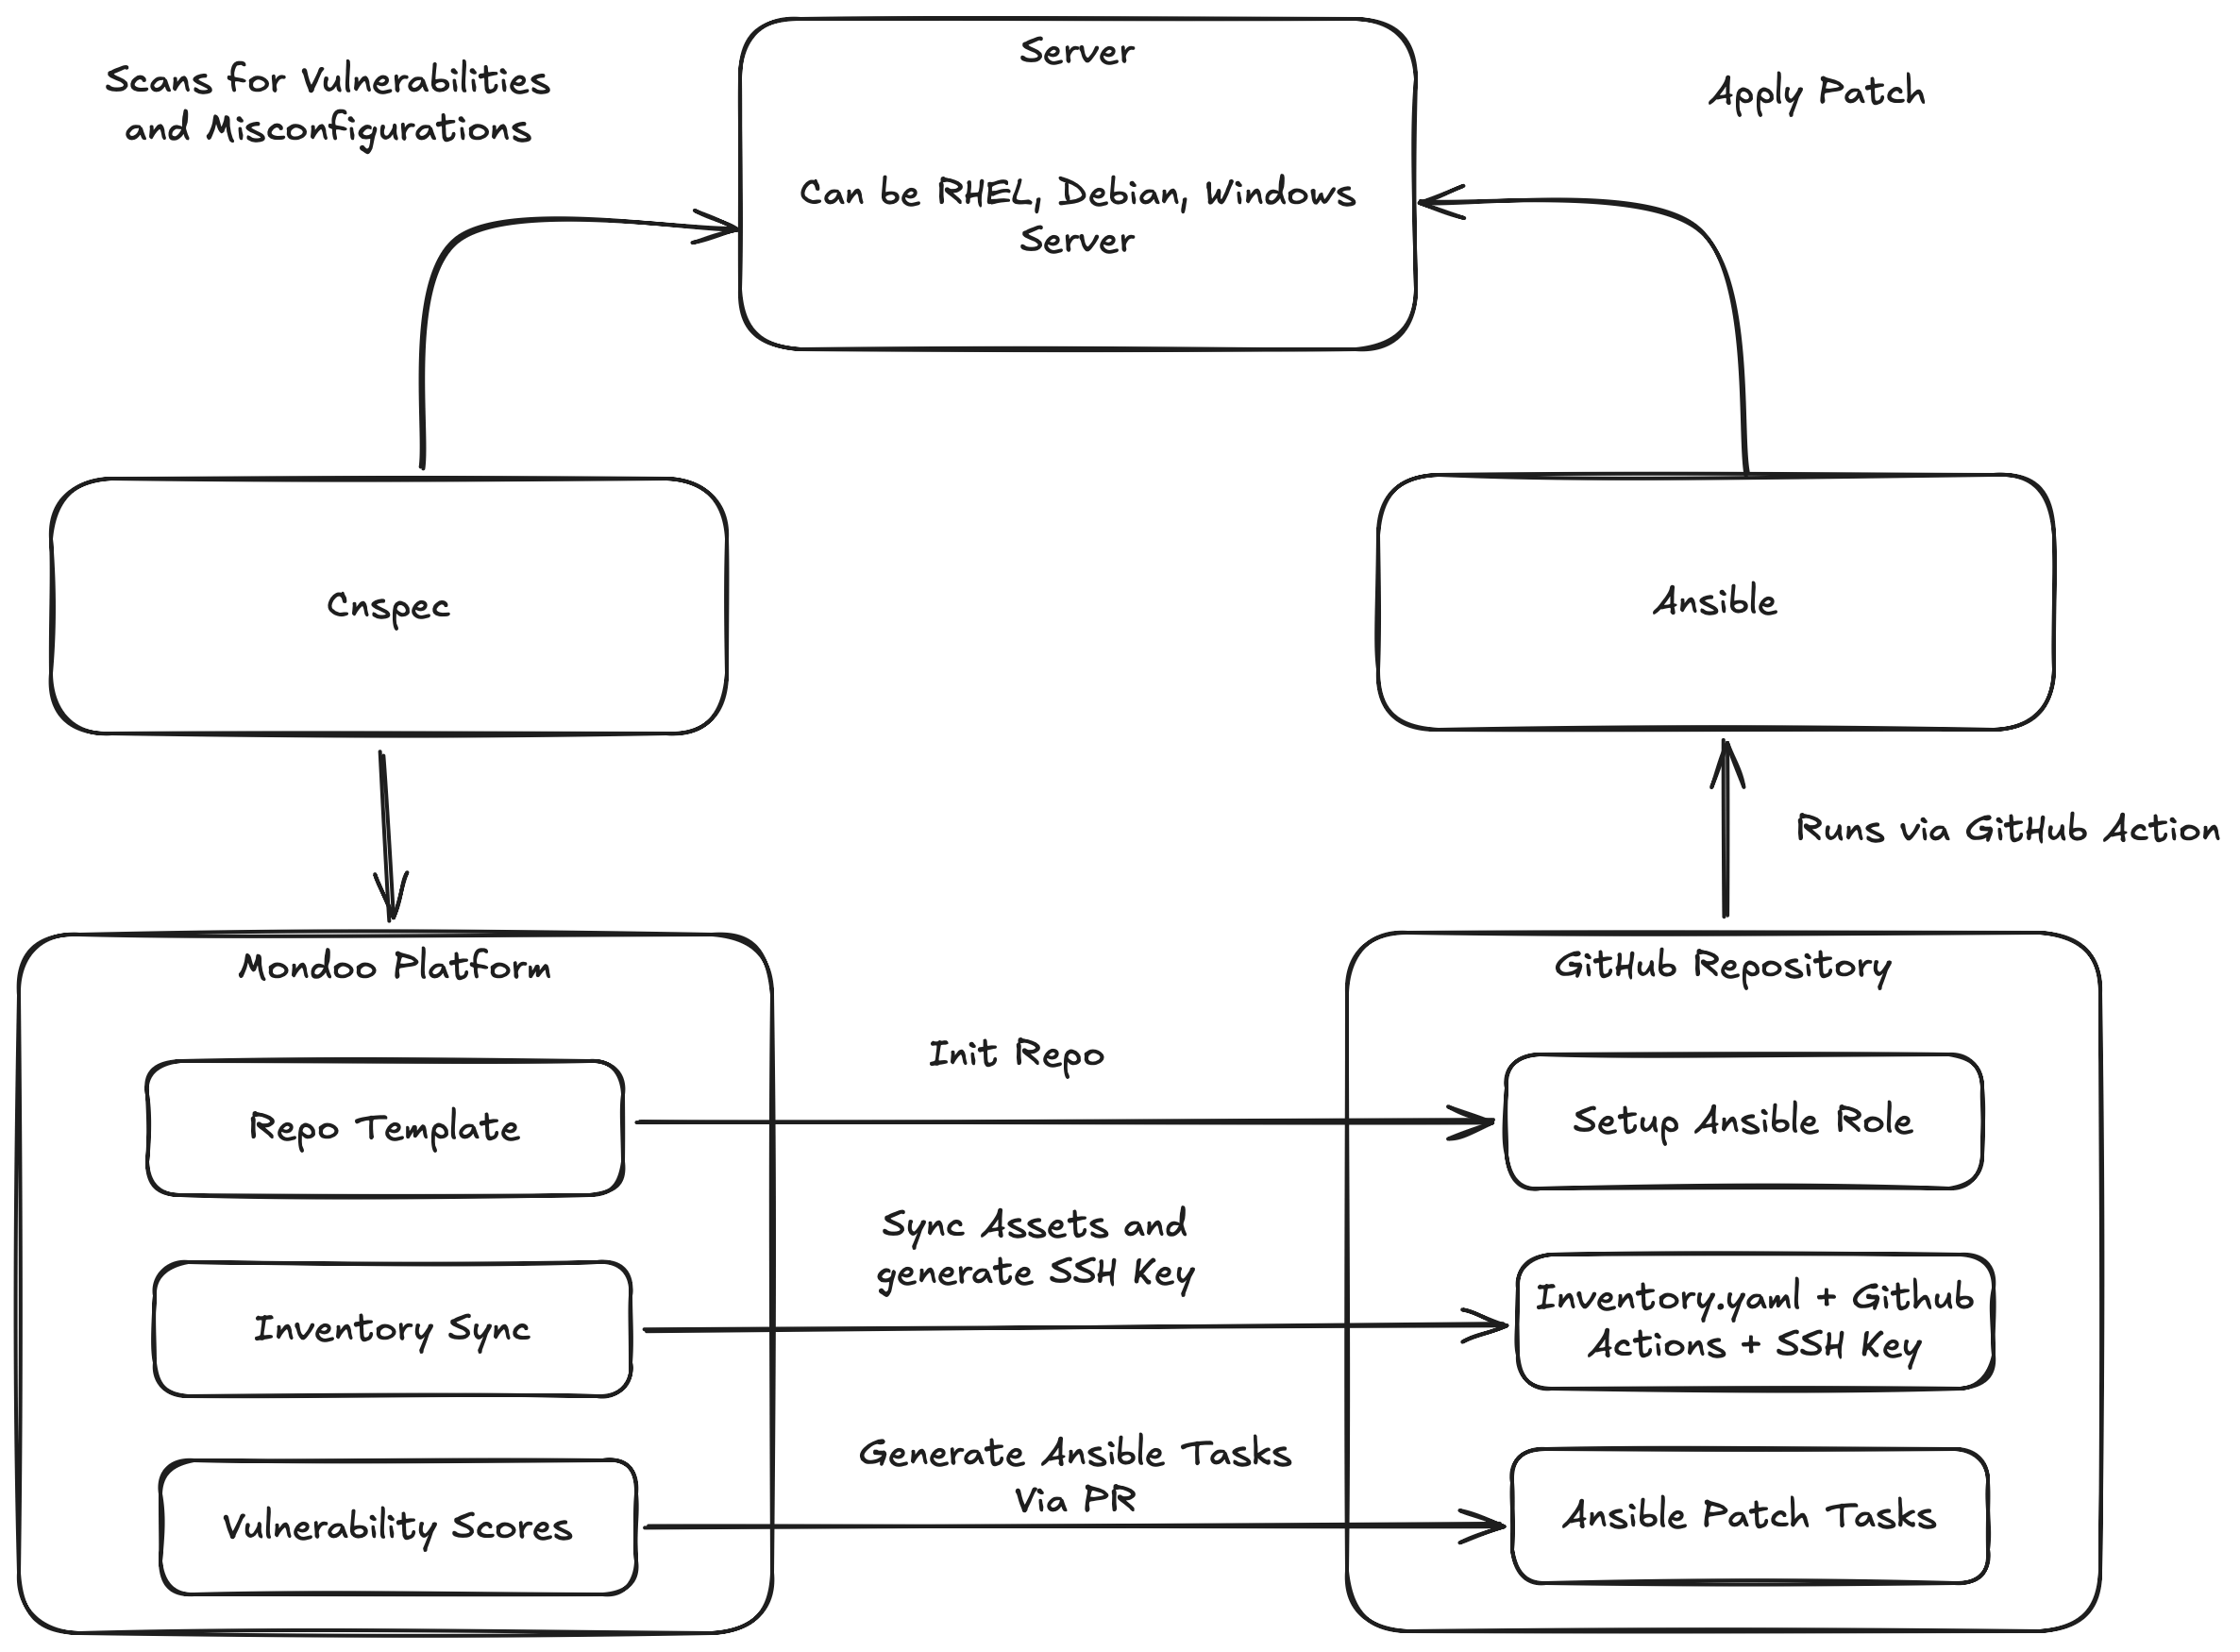 Server
Scans for Vulnerabilities
and Misconfigurations
Apply Patch
Can be RHEL, Debian, Windows
Server
Cnspec
Ansible
Runs via GitHub Action
Mondoo Platform
GitHub Repository
Init Repo
Repo Template
Setup Ansible Role
Sync Assets and
generate SSH Key
Inventory Sync
Inventory.yaml + Github
Actions + SSH Key
Generate Ansible Tasks
Via PR
Vulnerability Scores
Ansible Patch Tasks